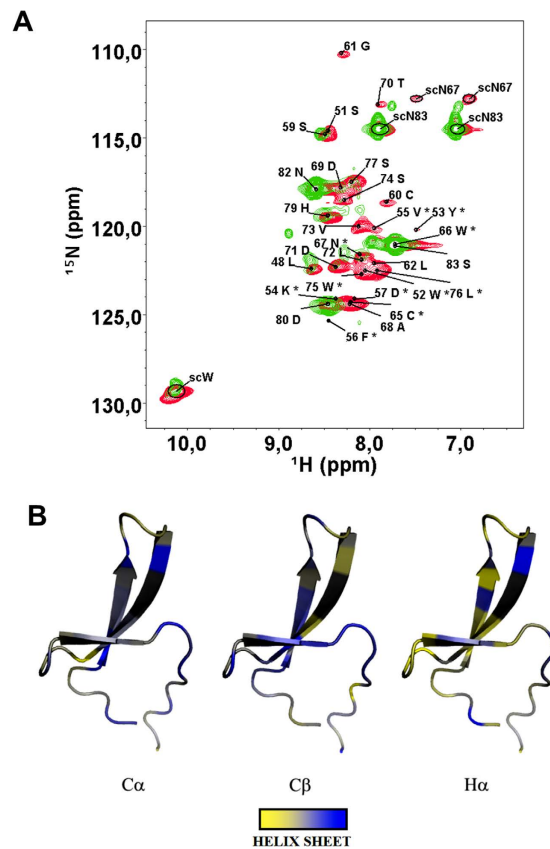 A
110,0
115,0
120,0
125,0
130,0
¹⁵N (ppm)
61 G
70 T
scN67
scN67
scN83
scN83
59 S
51 S
82 N
69 D
77 S
74 S
79 H
60 C
73 V
55 V *
53 Y *
67 N *
66 W *
71 D
72 L
48 L
62 L
83 S
54 K *
75 W *
57 D *
52 W *
76 L *
80 D
65 C *
68 A
56 F *
scW
10,0
9,0
8,0
7,0
¹H (ppm)
B
Cα
Cβ
Hα
HELIX SHEET